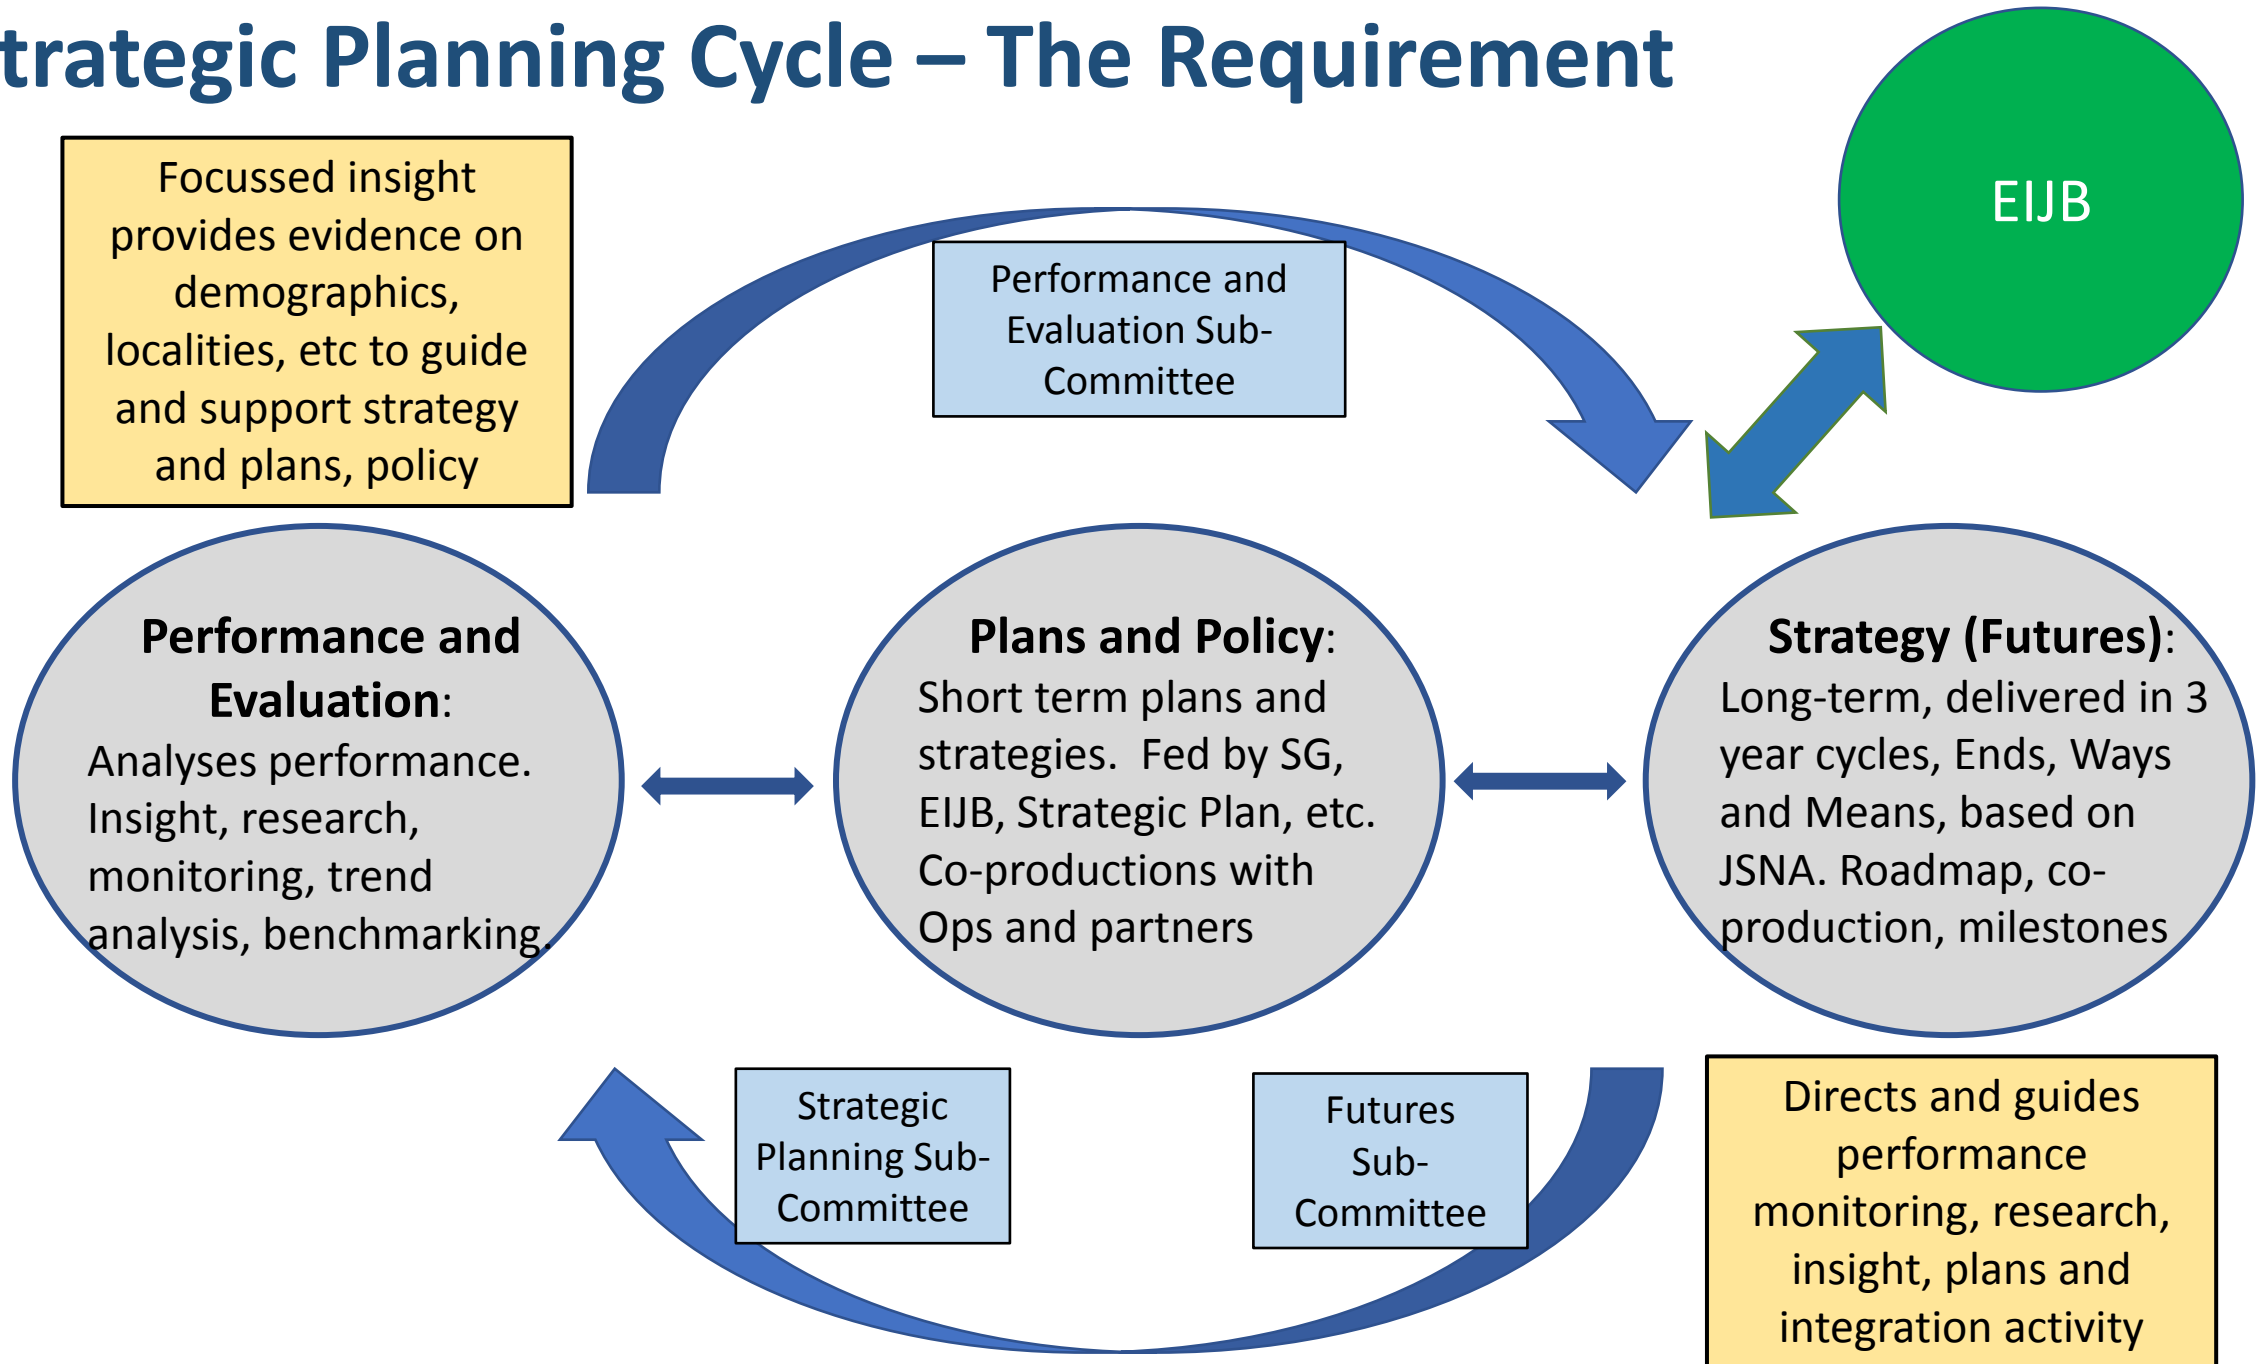 trategic Planning Cycle – The Requirement
EIJB
Focussed insight
provides evidence on
demographics,
localities, etc to guide
and support strategy
and plans, policy
Performance and
Evaluation Sub-
Committee
Performance and
Evaluation:
Analyses performance.
Insight, research,
monitoring, trend
analysis, benchmarking.
Plans and Policy:
Short term plans and
strategies.  Fed by SG,
EIJB, Strategic Plan, etc.
Co-productions with
Ops and partners
Strategy (Futures):
Long-term, delivered in 3
year cycles, Ends, Ways
and Means, based on
JSNA. Roadmap, co-
production, milestones
Strategic
Planning Sub-
Committee
Futures
Sub-
Committee
Directs and guides
performance
monitoring, research,
insight, plans and
integration activity